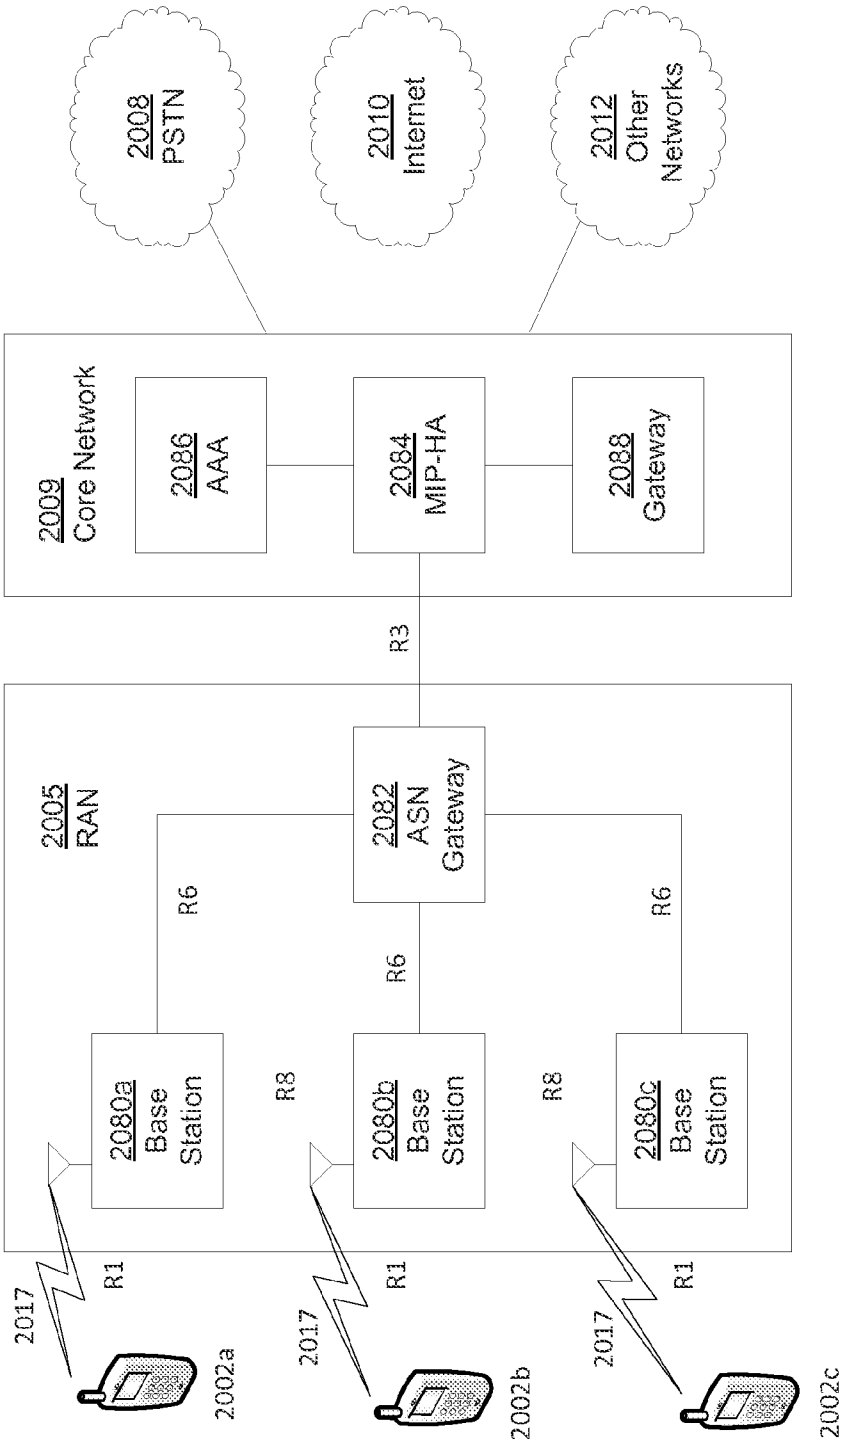 2017
R1
2002a
2017
R1
2002b
2017
R1
2002c
2005
RAN
2080a
Base
Station
R6
R8
2080b
Base
Station
R6
R8
2080c
Base
Station
R6
2082
ASN
Gateway
R3
2009
Core Network
2086
AAA
2084
MIP-HA
2088
Gateway
2008
PSTN
2010
Internet
2012
Other
Networks